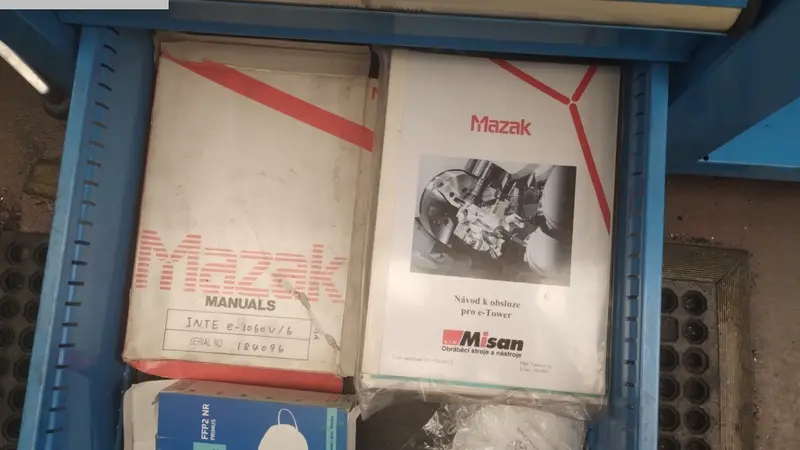 Mazak
MANUALS
INTE e-1060V/6
SERIAL NO 184096
Mazak
Návod k obsluze
pro e-Tower
s.r.o. Misan
Obráběcí stroje a nástroje
FFP2 NR
PRIMUS